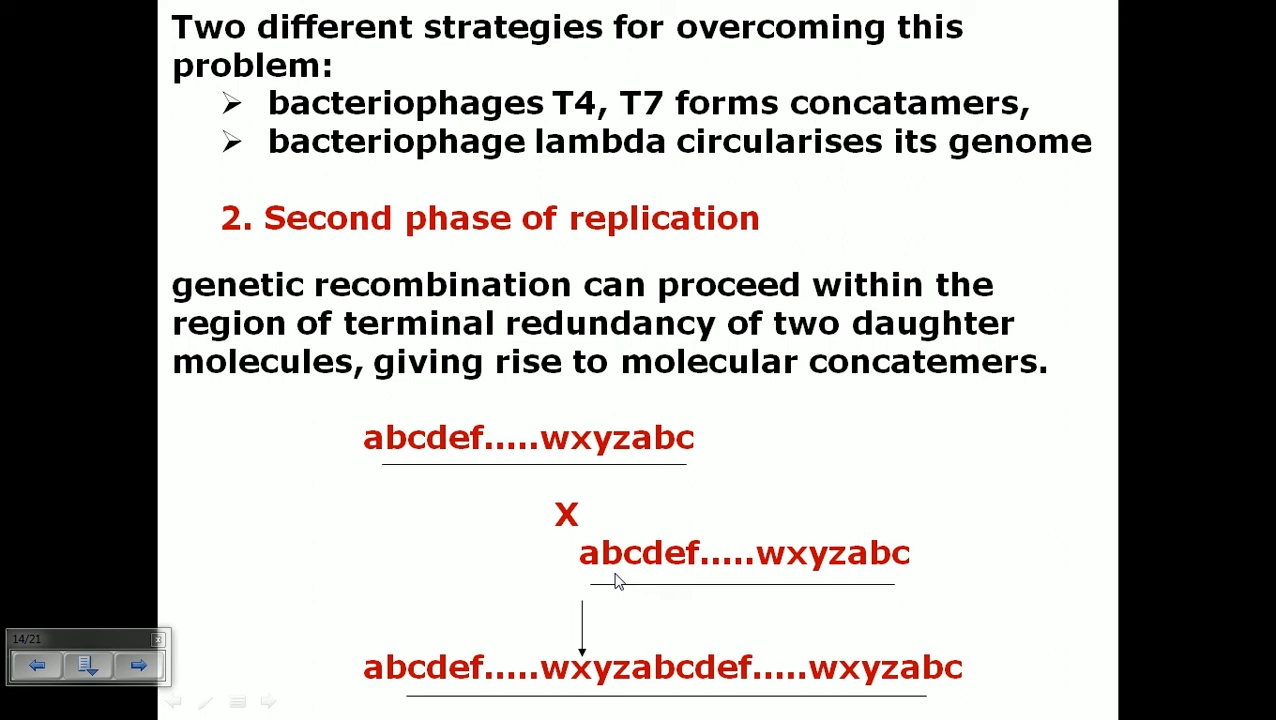 Two different strategies for overcoming this
problem:
➢ bacteriophages T4, T7 forms concatamers,
➢ bacteriophage lambda circularises its genome
2. Second phase of replication
genetic recombination can proceed within the
region of terminal redundancy of two daughter
molecules, giving rise to molecular concatemers.
abcdef.....wxyzabc
X
abcdef.....wxyzabc
abcdef.....wxyzabcdef.....wxyzabc
14/21